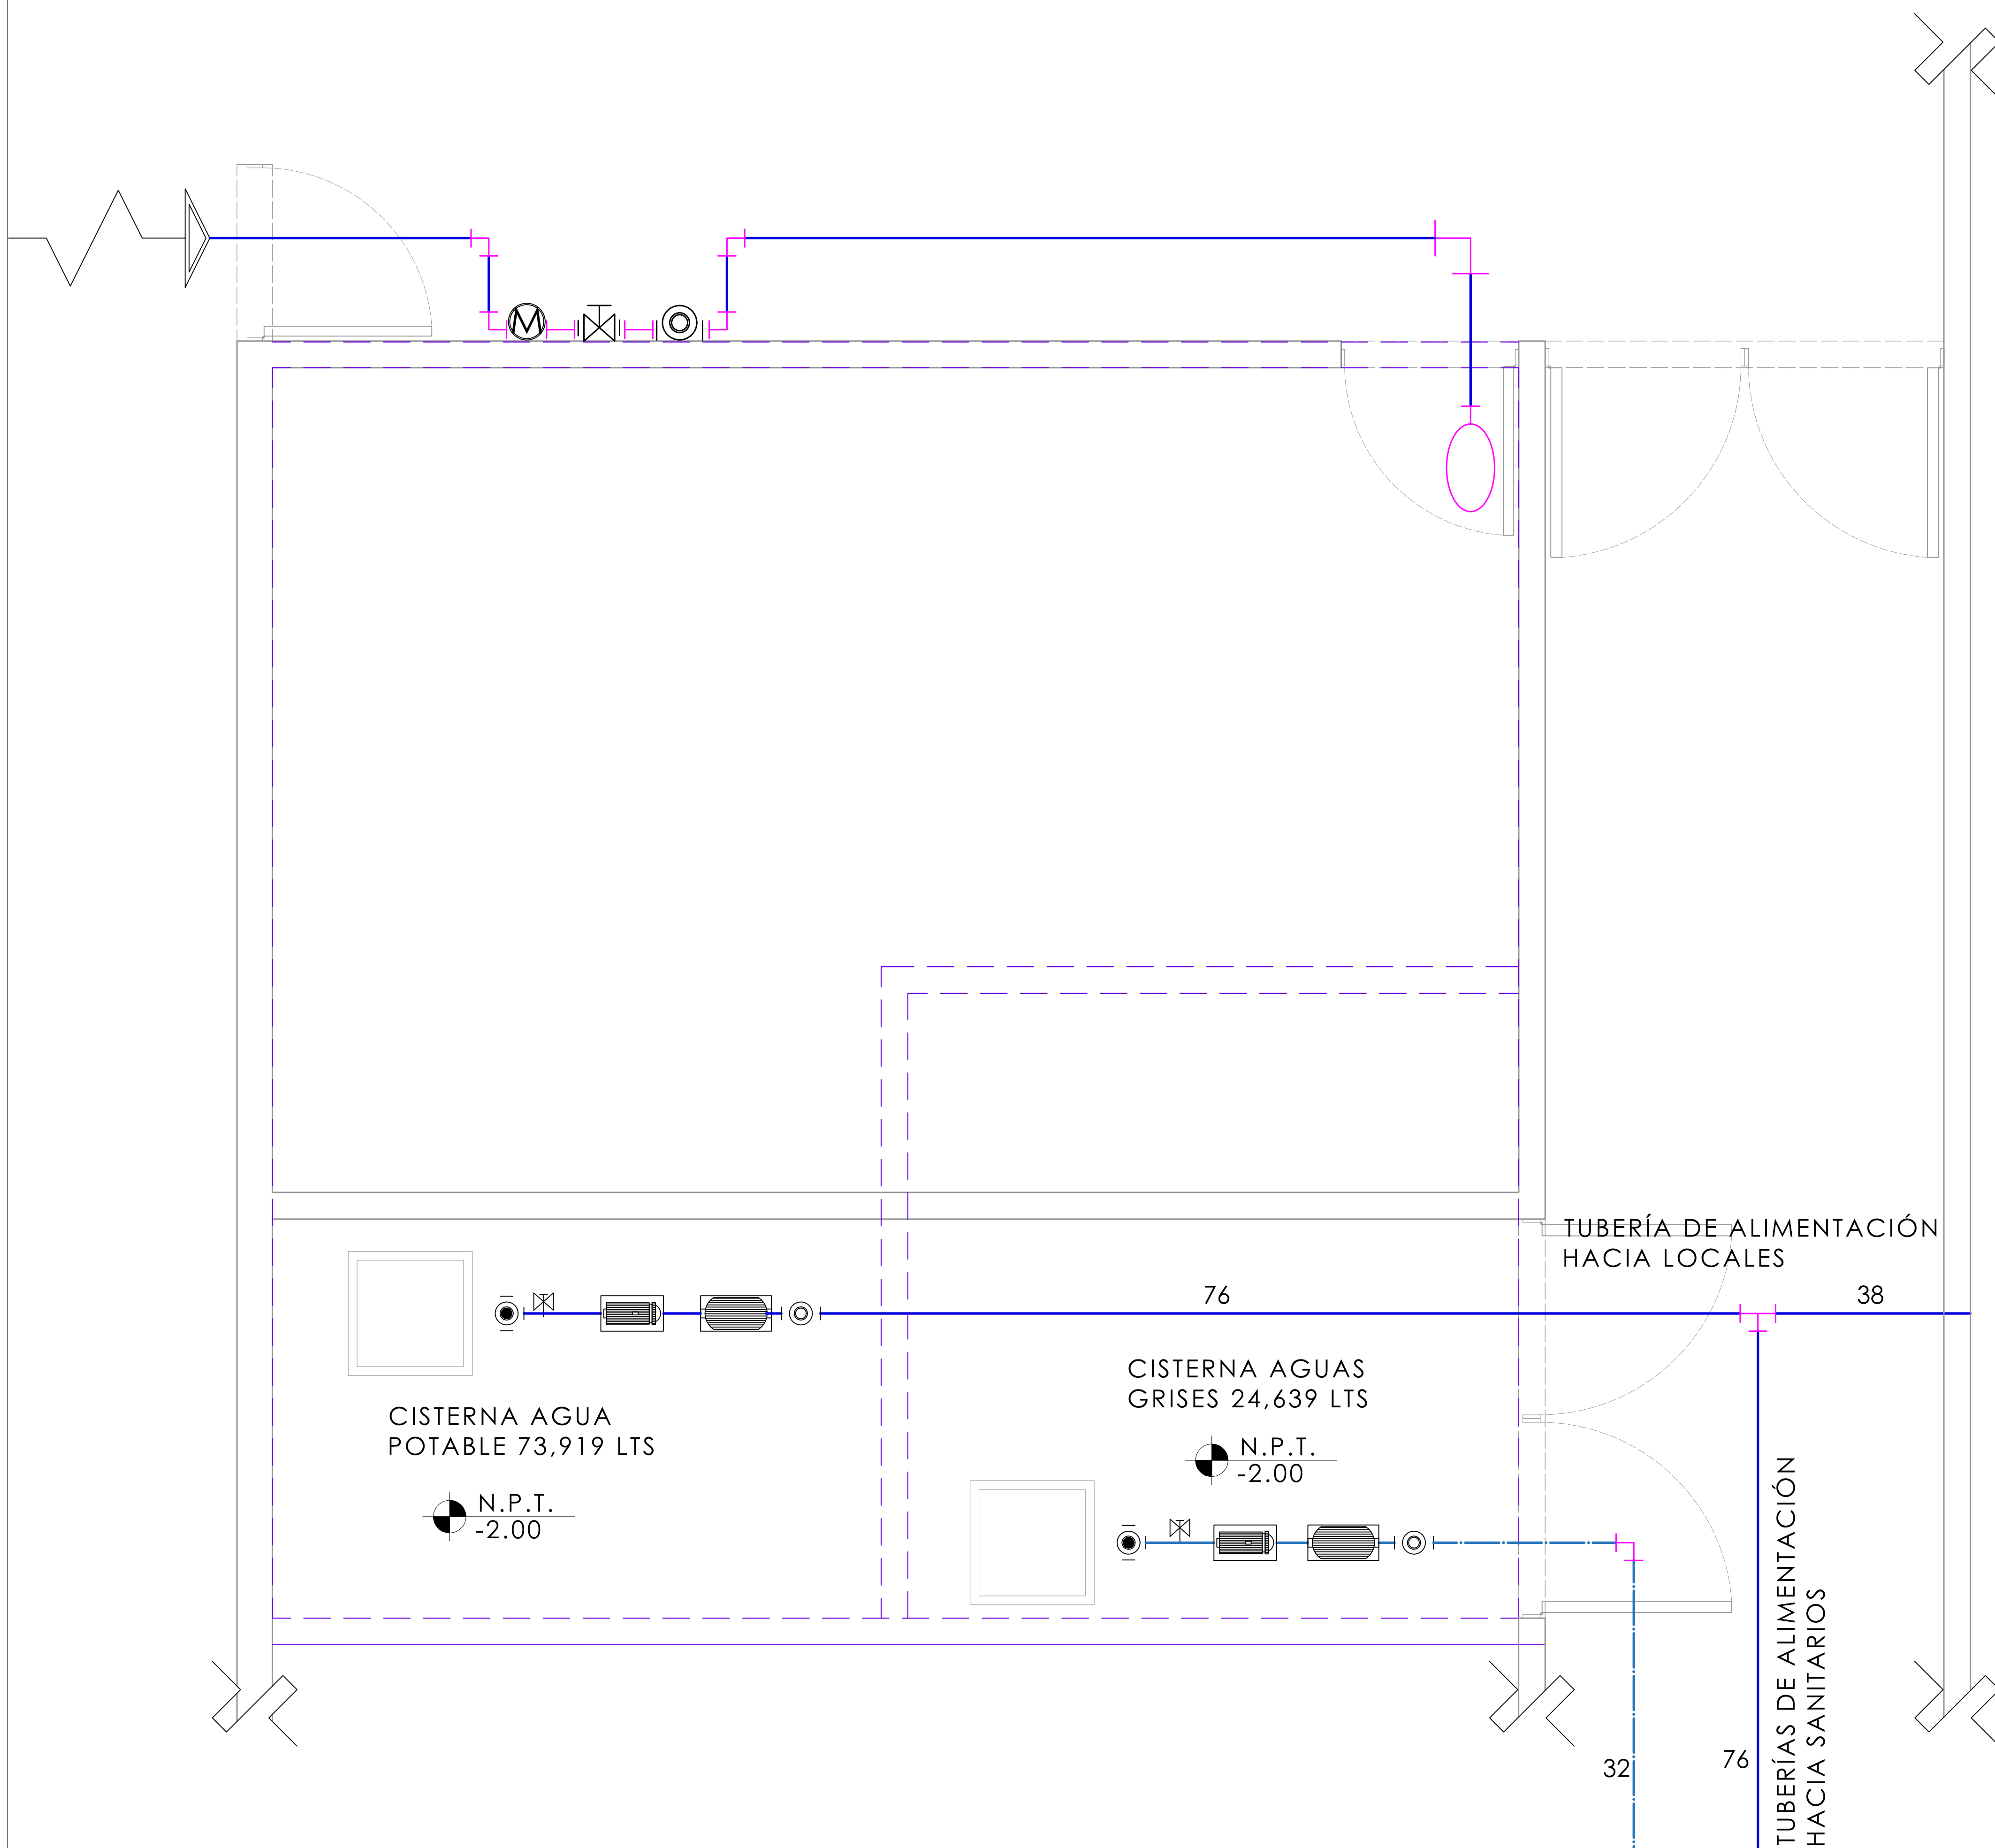 M
TUBERÍA DE ALIMENTACIÓN
HACIA LOCALES
76
38
CISTERNA AGUAS
GRISES 24,639 LTS
CISTERNA AGUA
POTABLE 73,919 LTS
N.P.T.
-2.00
N.P.T.
-2.00
TUBERÍAS DE ALIMENTACIÓN
HACIA SANITARIOS
32
76